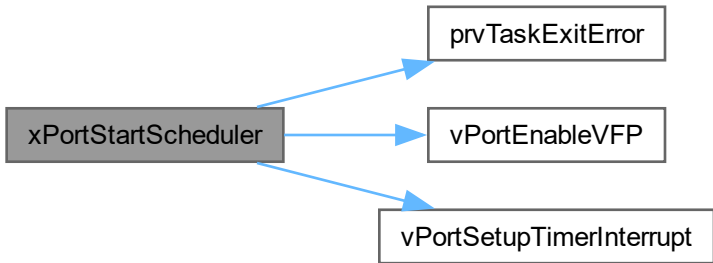 xPortStartScheduler
prvTaskExitError
vPortEnableVFP
vPortSetupTimerInterrupt